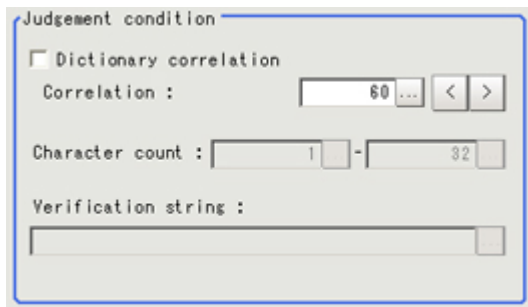 Judgement condition
Dictionary correlation
Correlation : 60 ... < >
Character count : 1 ... - 32 ...
Verification string :
...